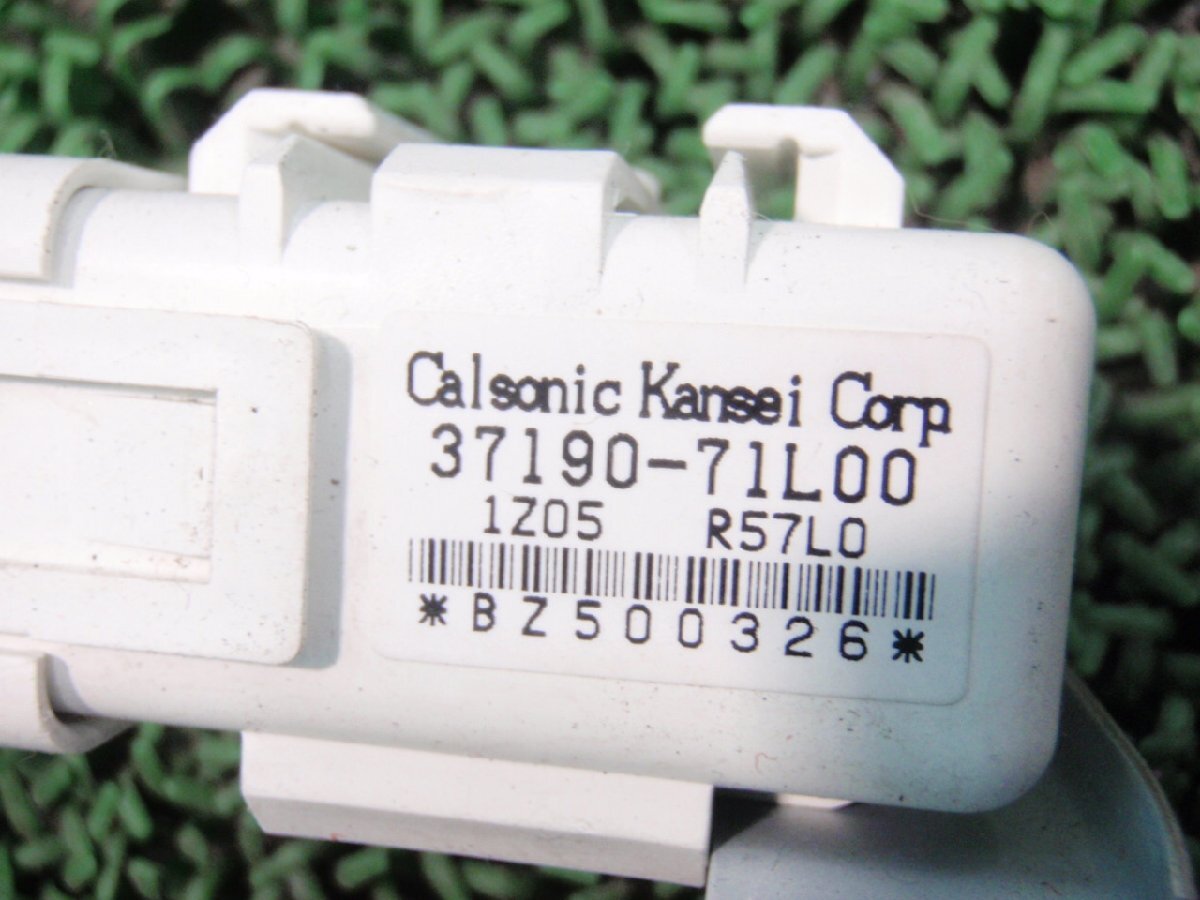 Calsonic Kansei Corp
37190-71L00
1Z05 R57L0
*BZ500326*